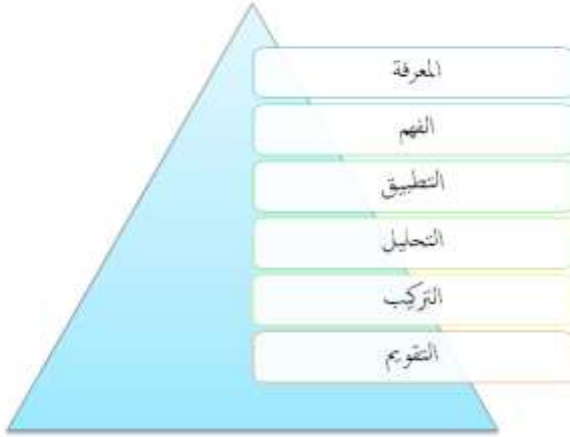 المعرفة
الفهم
التطبيق
التحليل
التركيب
التقويم